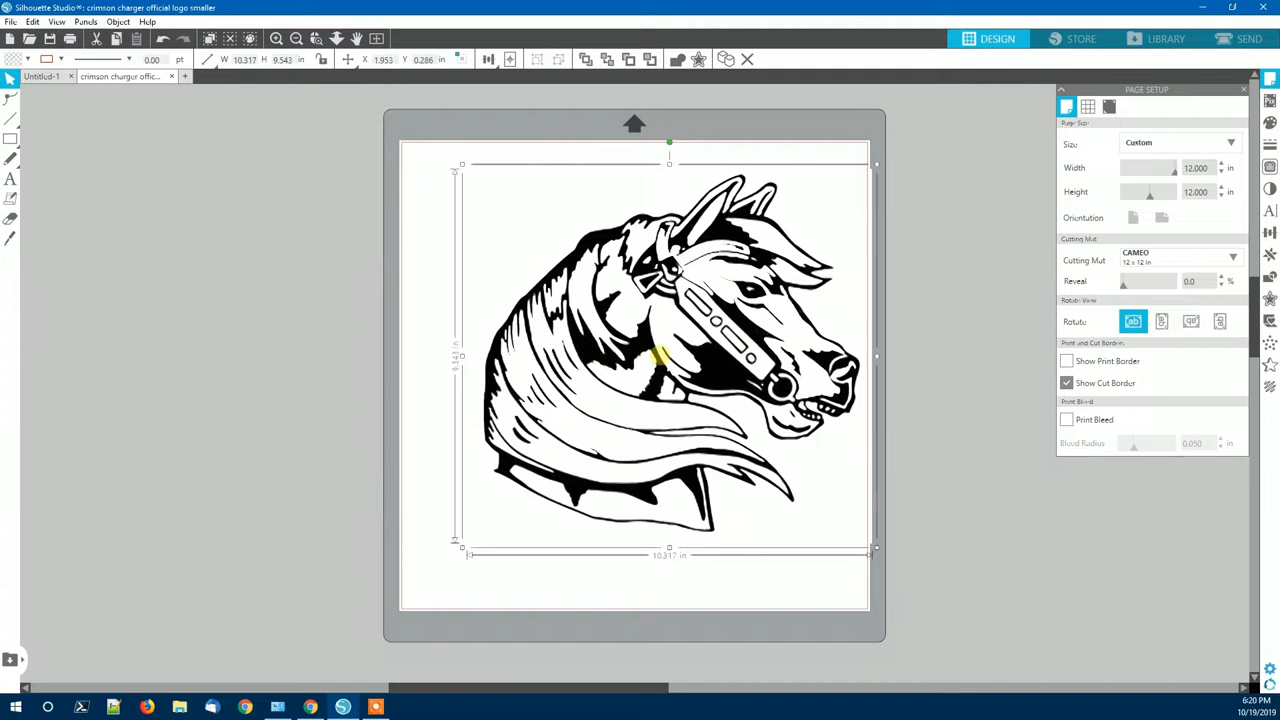 Silhouette Studio®: crimson charger official logo smaller
File Edit View Panels Object Help
DESIGN STORE LIBRARY SEND
0.00 pt W 10.317 H 9.543 in X 1.953 Y 0.286 in
Untitled-1 × crimson charger offic... × +
PAGE SETUP
Page Size
Size Custom
Width 12.000 in
Height 12.000 in
Orientation
Cutting Mat
Cutting Mat CAMEO
12 x 12 in
Reveal 0.0 %
Rotate View
Rotate
Print and Cut Borders
Show Print Border
Show Cut Border
Print Bleed
Print Bleed
Bleed Radius 0.050 in
10.317 in
6:20 PM
10/19/2019